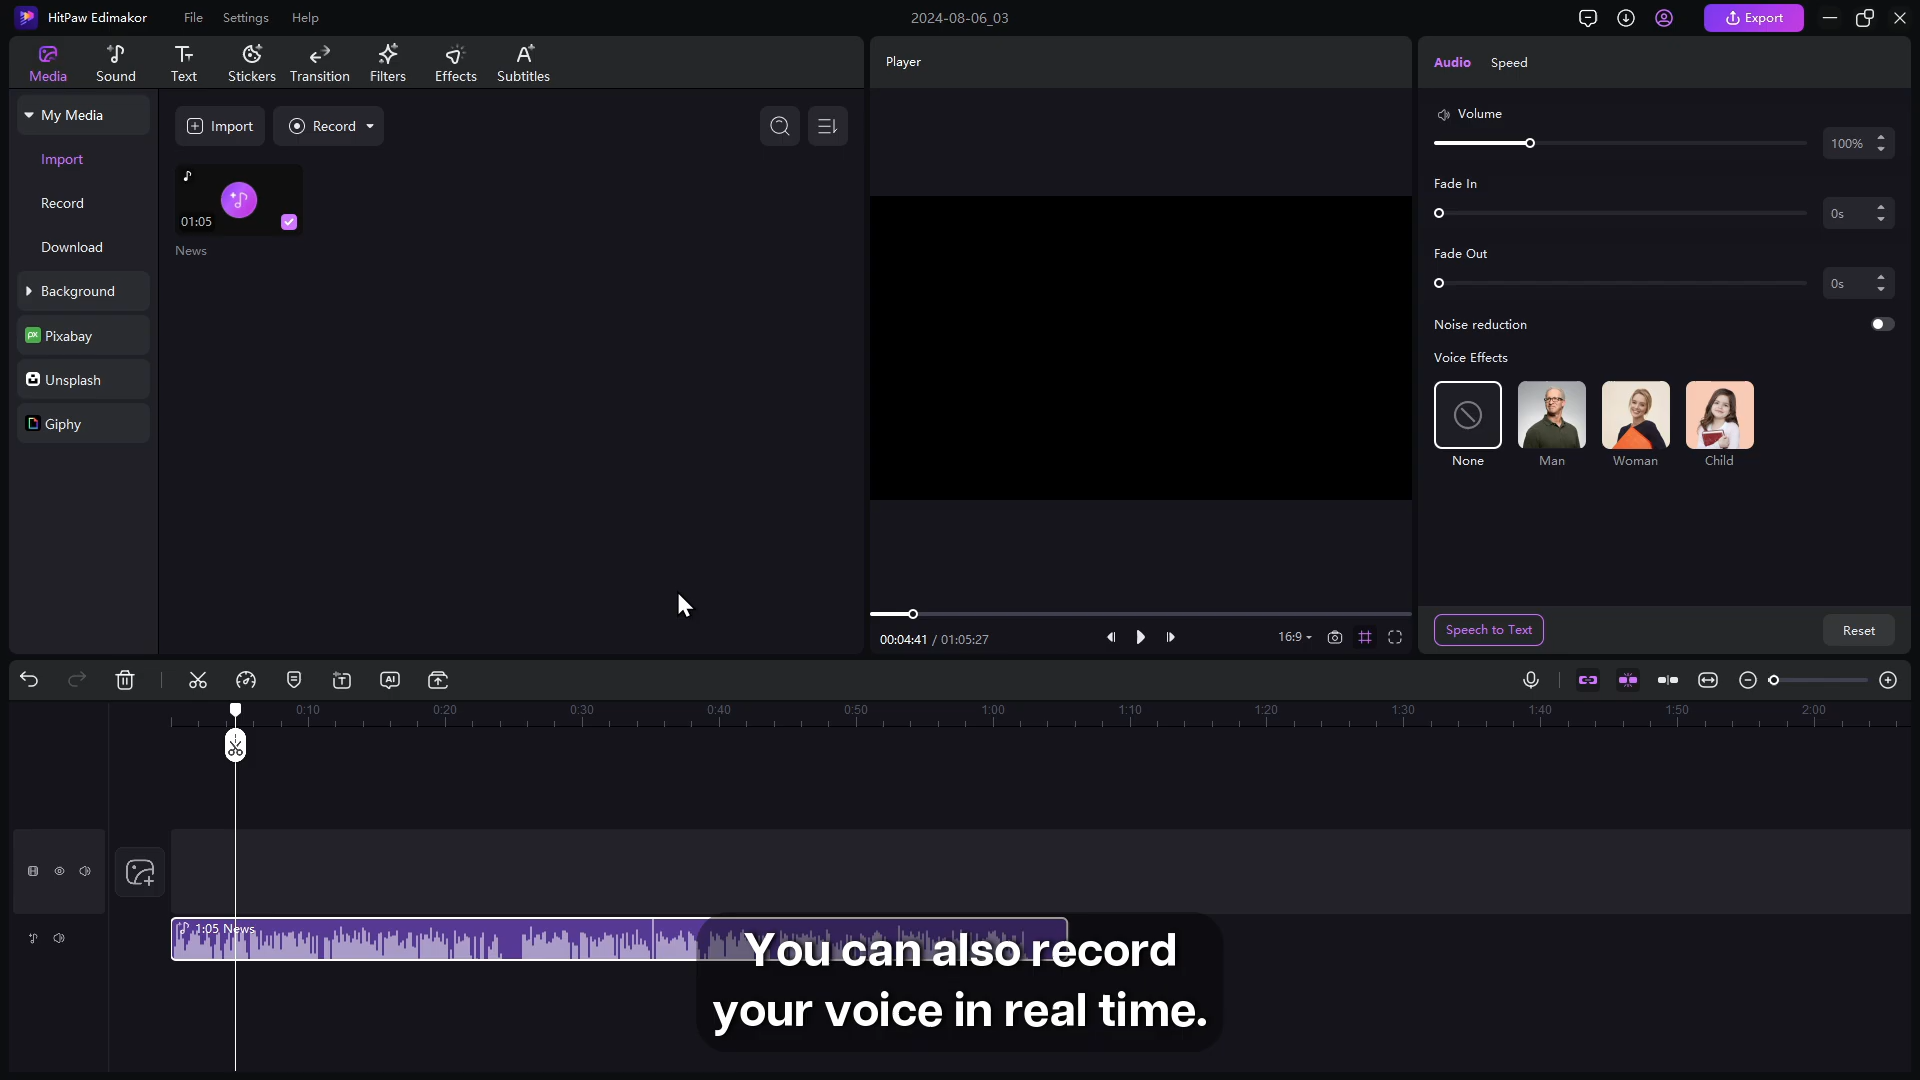 HitPaw Edimakor
File
Settings
Help
2024-08-06_03
Export
Media
Sound
Text
Stickers
Transition
Filters
Effects
Subtitles
My Media
Import
Record
Download
Background
px Pixabay
Unsplash
Giphy
Import
Record
01:05
News
Player
00:04:41 / 01:05:27
16:9
Audio
Speed
Volume
100%
Fade In
0s
Fade Out
0s
Noise reduction
Voice Effects
None
Man
Woman
Child
Speech to Text
Reset
AI
0:10
0:20
0:30
0:40
0:50
1:00
1:10
1:20
1:30
1:40
1:50
2:00
1:05 News
You can also record
your voice in real time.